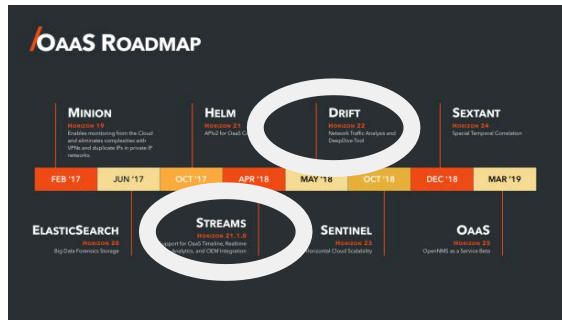 /OAAS ROADMAP
MINION
HORIZON 19
Enables monitoring from the Cloud
and eliminates complexities with
VPNs and duplicate IPs in private IP
networks.
HELM
HORIZON 21
APIv2 for OaaS
DRIFT
HORIZON 22
Network Traffic Analysis and
DeepDive Tool
SEXTANT
HORIZON 24
Spacial Temporal Correlation
FEB '17
JUN '17
OCT '17
APR '18
MAY '18
OCT '18
DEC '18
MAR '19
ELASTICSEARCH
HORIZON 20
Big Data Forensics Storage
STREAMS
HORIZON 21.1.0
Support for OaaS Timeline, Realtime
Analytics, and OEM Integration
SENTINEL
HORIZON 23
Horizontal Cloud Scalability
OAAS
HORIZON 25
OpenNMS as a Service Beta